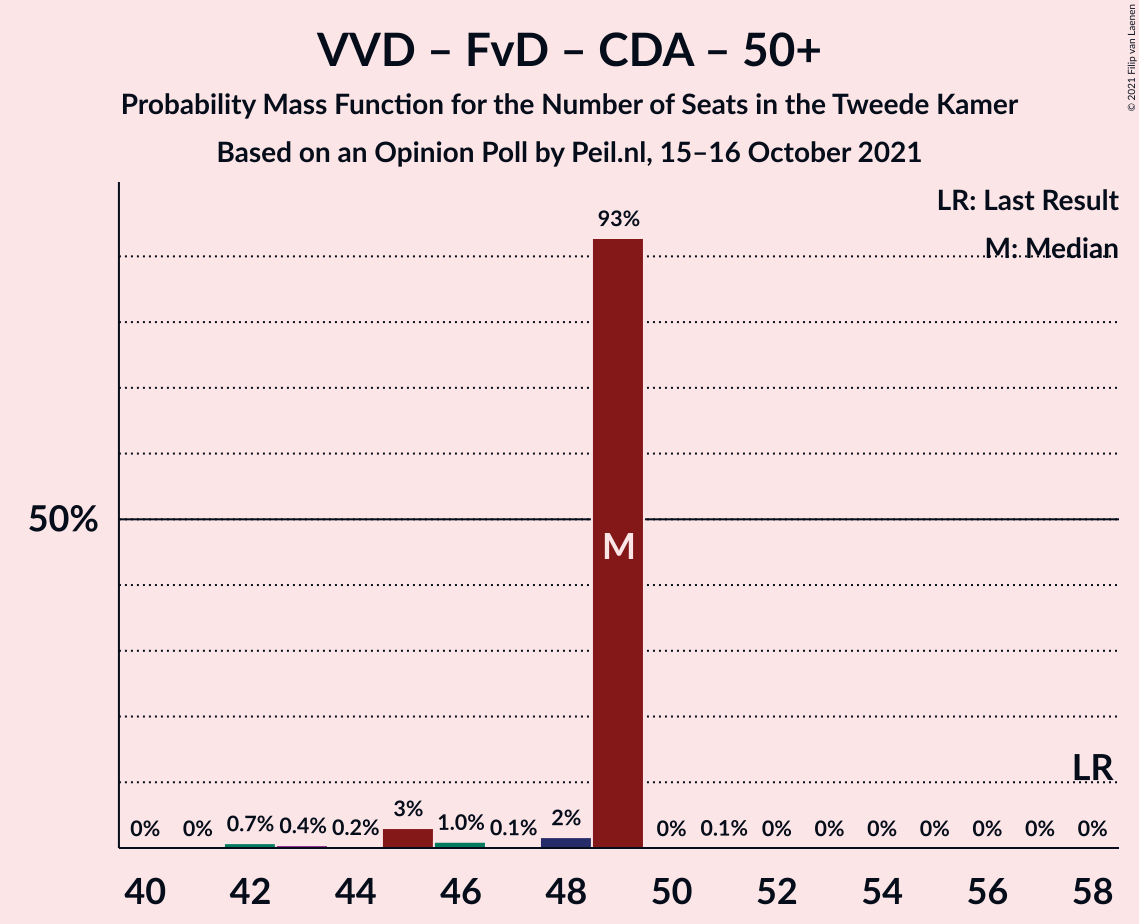 VVD – FvD – CDA – 50+
Probability Mass Function for the Number of Seats in the Tweede Kamer
Based on an Opinion Poll by Peil.nl, 15–16 October 2021
© 2021 Filip van Laenen
LR: Last Result
M: Median
93%
50%
M
LR
0% 0% 0.7% 0.4% 0.2% 3% 1.0% 0.1% 2% 0% 0.1% 0% 0% 0% 0% 0% 0% 0%
40 42 44 46 48 50 52 54 56 58